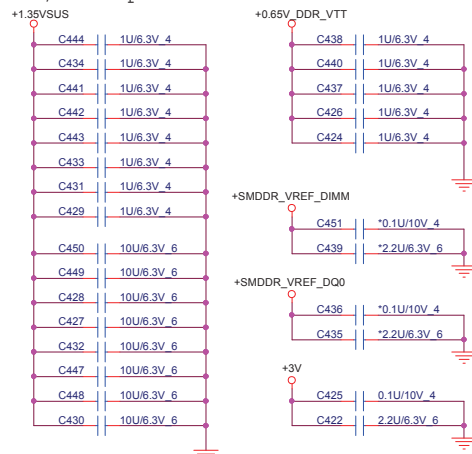 +1.35VSUS
C444 1U/6.3V_4
C434 1U/6.3V_4
C441 1U/6.3V_4
C442 1U/6.3V_4
C443 1U/6.3V_4
C433 1U/6.3V_4
C431 1U/6.3V_4
C429 1U/6.3V_4
C450 10U/6.3V_6
C449 10U/6.3V_6
C428 10U/6.3V_6
C427 10U/6.3V_6
C432 10U/6.3V_6
C447 10U/6.3V_6
C448 10U/6.3V_6
C430 10U/6.3V_6
+0.65V_DDR_VTT
C438 1U/6.3V_4
C440 1U/6.3V_4
C437 1U/6.3V_4
C426 1U/6.3V_4
C424 1U/6.3V_4
+SMDDR_VREF_DIMM
C451 *0.1U/10V_4
C439 *2.2U/6.3V_6
+SMDDR_VREF_DQ0
C436 *0.1U/10V_4
C435 *2.2U/6.3V_6
+3V
C425 0.1U/10V_4
C422 2.2U/6.3V_6